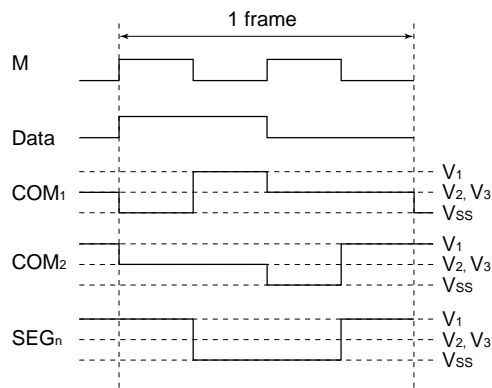 1 frame
M
Data
V1
COM1
V2, V3
VSS
V1
COM2
V2, V3
VSS
V1
SEGn
V2, V3
VSS